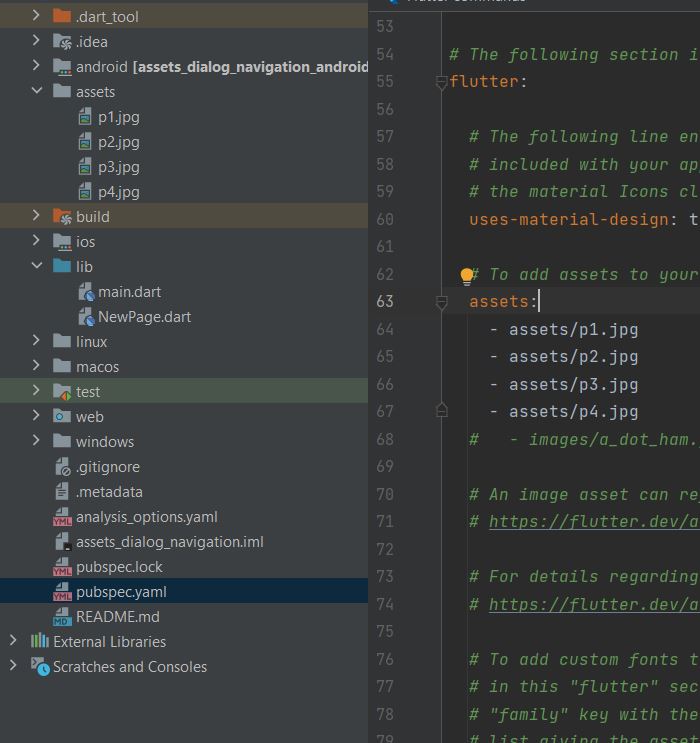 .dart_tool
.idea
android [assets_dialog_navigation_android
assets
p1.jpg
p2.jpg
p3.jpg
p4.jpg
build
ios
lib
main.dart
NewPage.dart
linux
macos
test
web
windows
.gitignore
.metadata
analysis_options.yaml
assets_dialog_navigation.iml
pubspec.lock
pubspec.yaml
README.md
External Libraries
Scratches and Consoles
53
54 # The following section i
55 flutter:
56
57 # The following line en
58 # included with your ap
59 # the material Icons cl
60 uses-material-design: t
61
62 # To add assets to your
63 assets:
64 - assets/p1.jpg
65 - assets/p2.jpg
66 - assets/p3.jpg
67 - assets/p4.jpg
68 # - images/a_dot_ham.
69
70 # An image asset can re
71 # https://flutter.dev/a
72
73 # For details regarding
74 # https://flutter.dev/a
75
76 # To add custom fonts t
77 # in this "flutter" sec
78 # "family" key with the
79 # list giving the asset